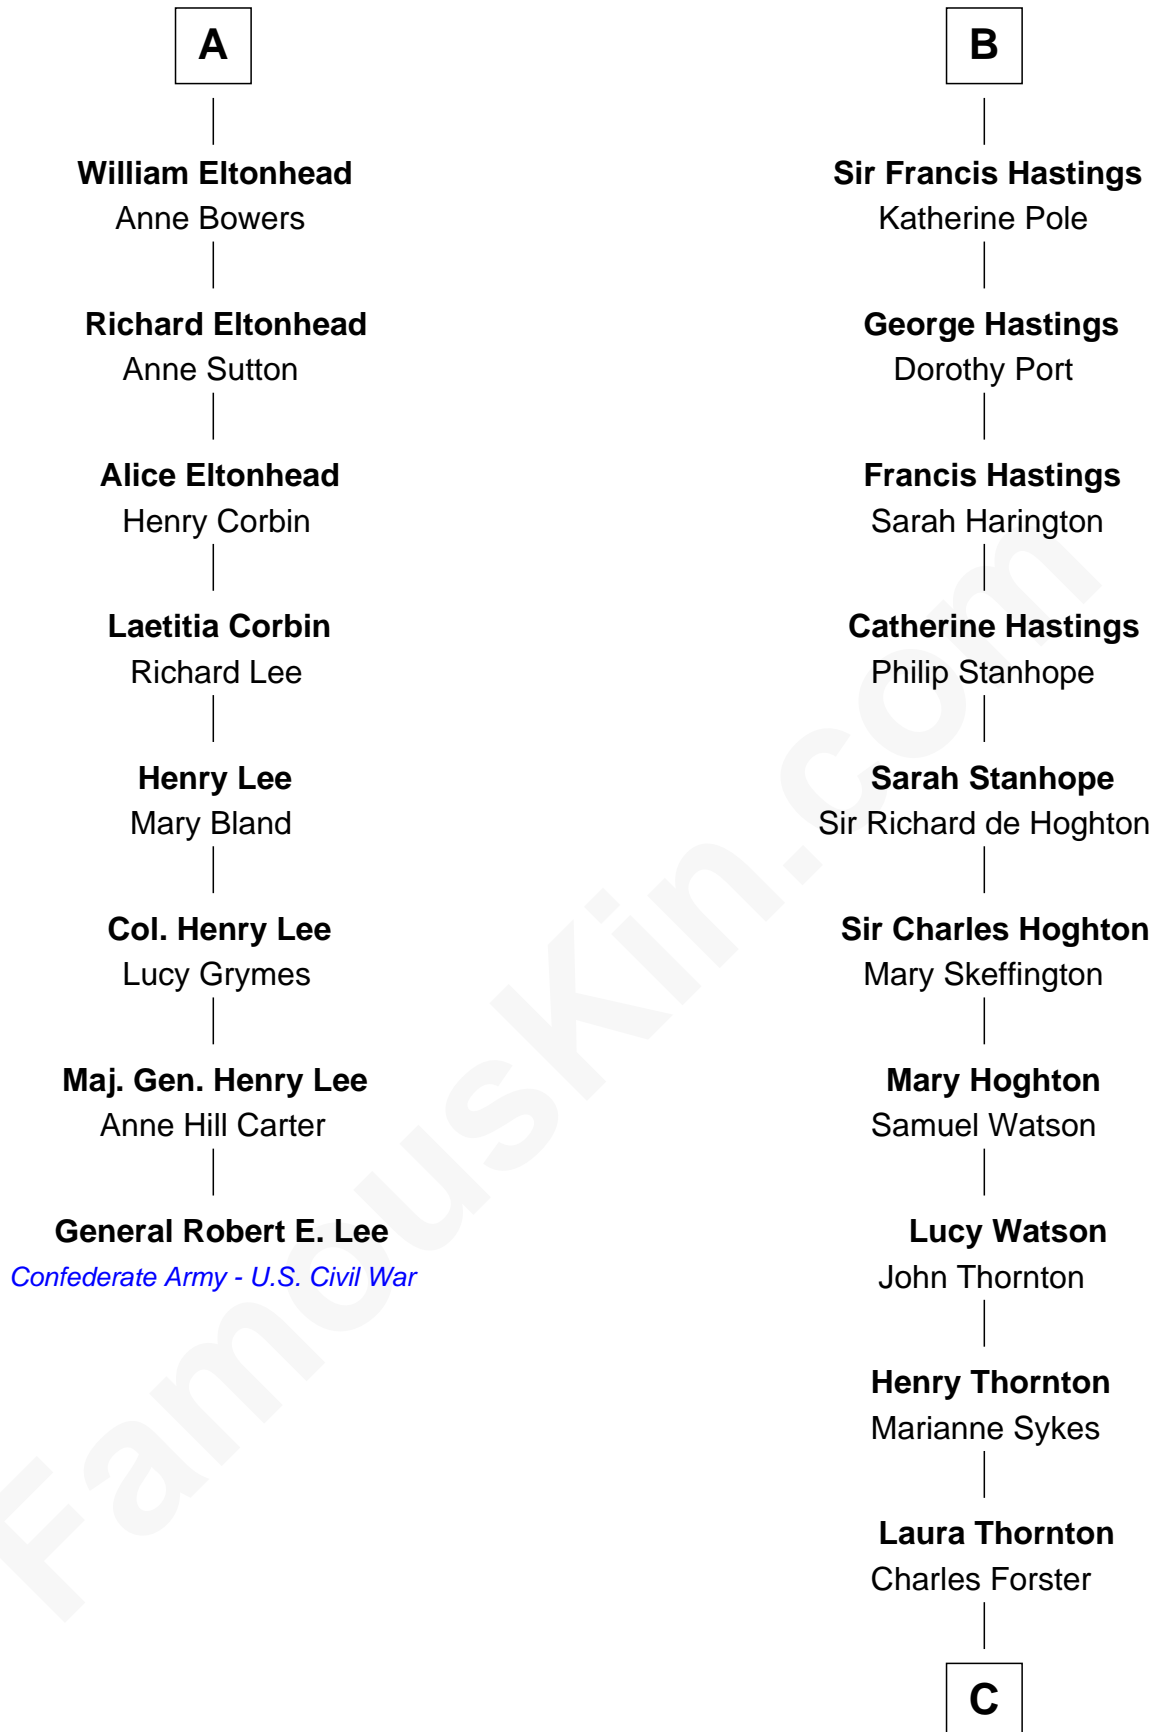 A
William Eltonhead
Anne Bowers
Richard Eltonhead
Anne Sutton
Alice Eltonhead
Henry Corbin
Laetitia Corbin
Richard Lee
Henry Lee
Mary Bland
Col. Henry Lee
Lucy Grymes
Maj. Gen. Henry Lee
Anne Hill Carter
General Robert E. Lee
Confederate Army - U.S. Civil War
B
Sir Francis Hastings
Katherine Pole
George Hastings
Dorothy Port
Francis Hastings
Sarah Harington
Catherine Hastings
Philip Stanhope
Sarah Stanhope
Sir Richard de Hoghton
Sir Charles Hoghton
Mary Skeffington
Mary Hoghton
Samuel Watson
Lucy Watson
John Thornton
Henry Thornton
Marianne Sykes
Laura Thornton
Charles Forster
C
FamousKin.com